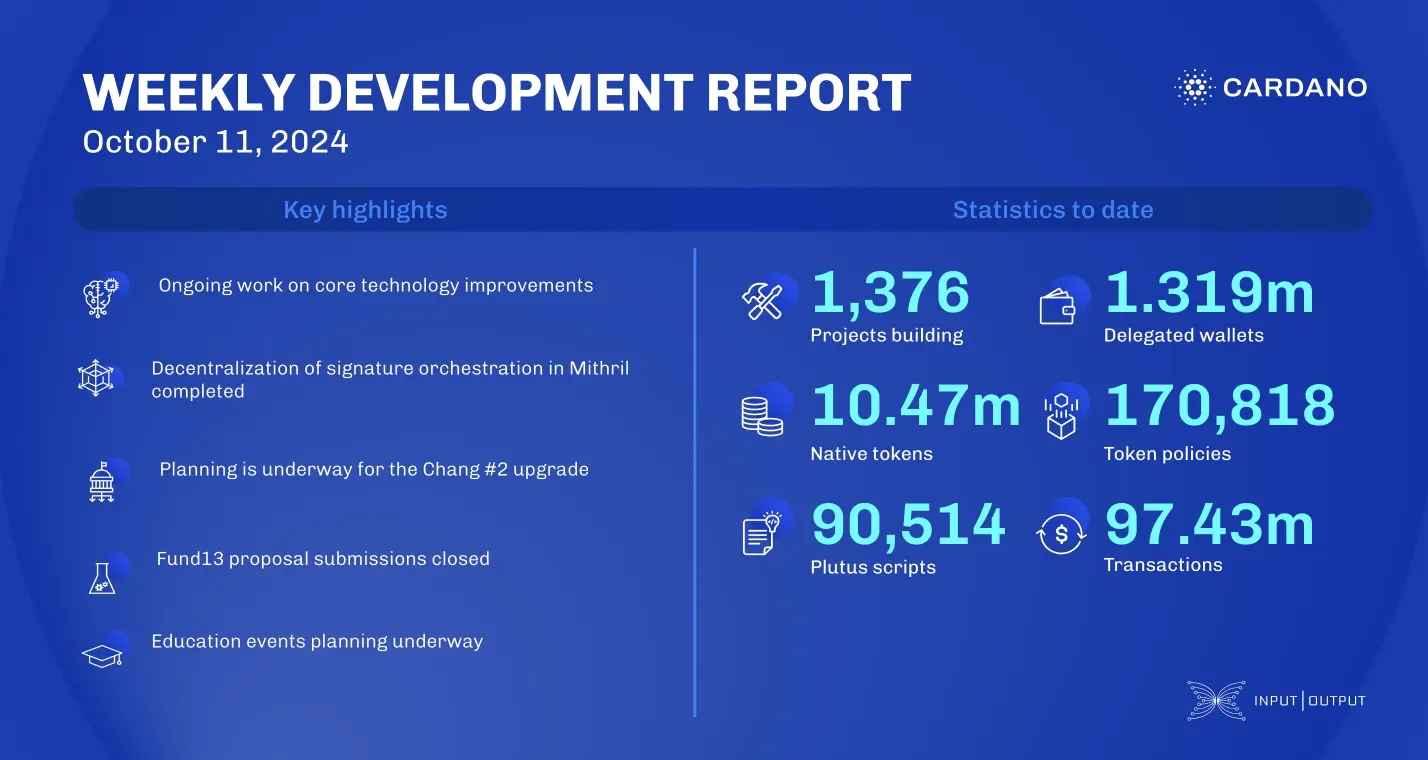 WEEKLY DEVELOPMENT REPORT
October 11, 2024
CARDANO
Key highlights
Ongoing work on core technology improvements
Decentralization of signature orchestration in Mithril
completed
Planning is underway for the Chang #2 upgrade
Fund13 proposal submissions closed
Education events planning underway
Statistics to date
1,376
Projects building
1.319m
Delegated wallets
10.47m
Native tokens
170,818
Token policies
90,514
Plutus scripts
$
97.43m
Transactions
INPUT|OUTPUT